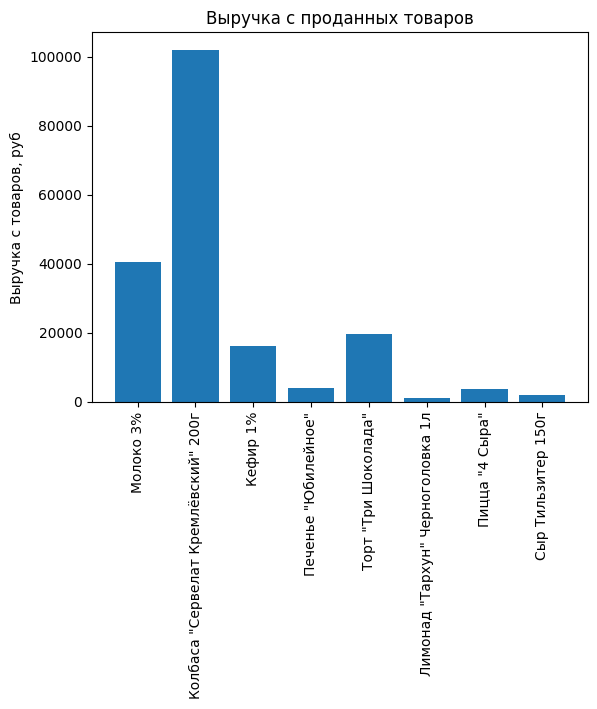 Выручка с проданных товаров
Выручка с товаров, руб
100000
80000
60000
40000
20000
0
Молоко 3%
Колбаса "Сервелат Кремлёвский" 200г
Кефир 1%
Печенье "Юбилейное"
Торт "Три Шоколада"
Лимонад "Тархун" Черноголовка 1л
Пицца "4 Сыра"
Сыр Тильзитер 150г